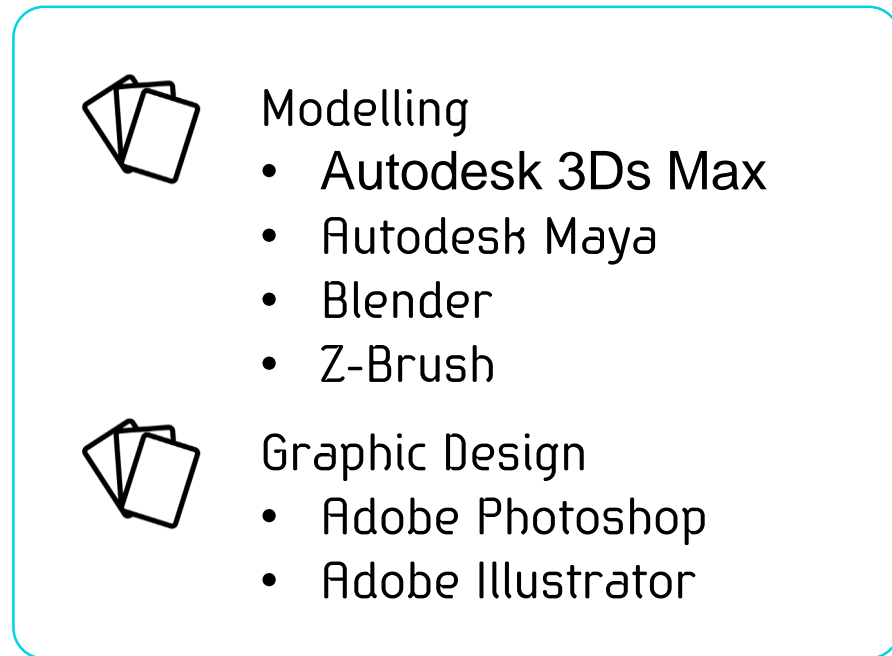 Modelling
• Autodesk 3Ds Max
• Autodesk Maya
• Blender
• Z-Brush
Graphic Design
• Adobe Photoshop
• Adobe Illustrator